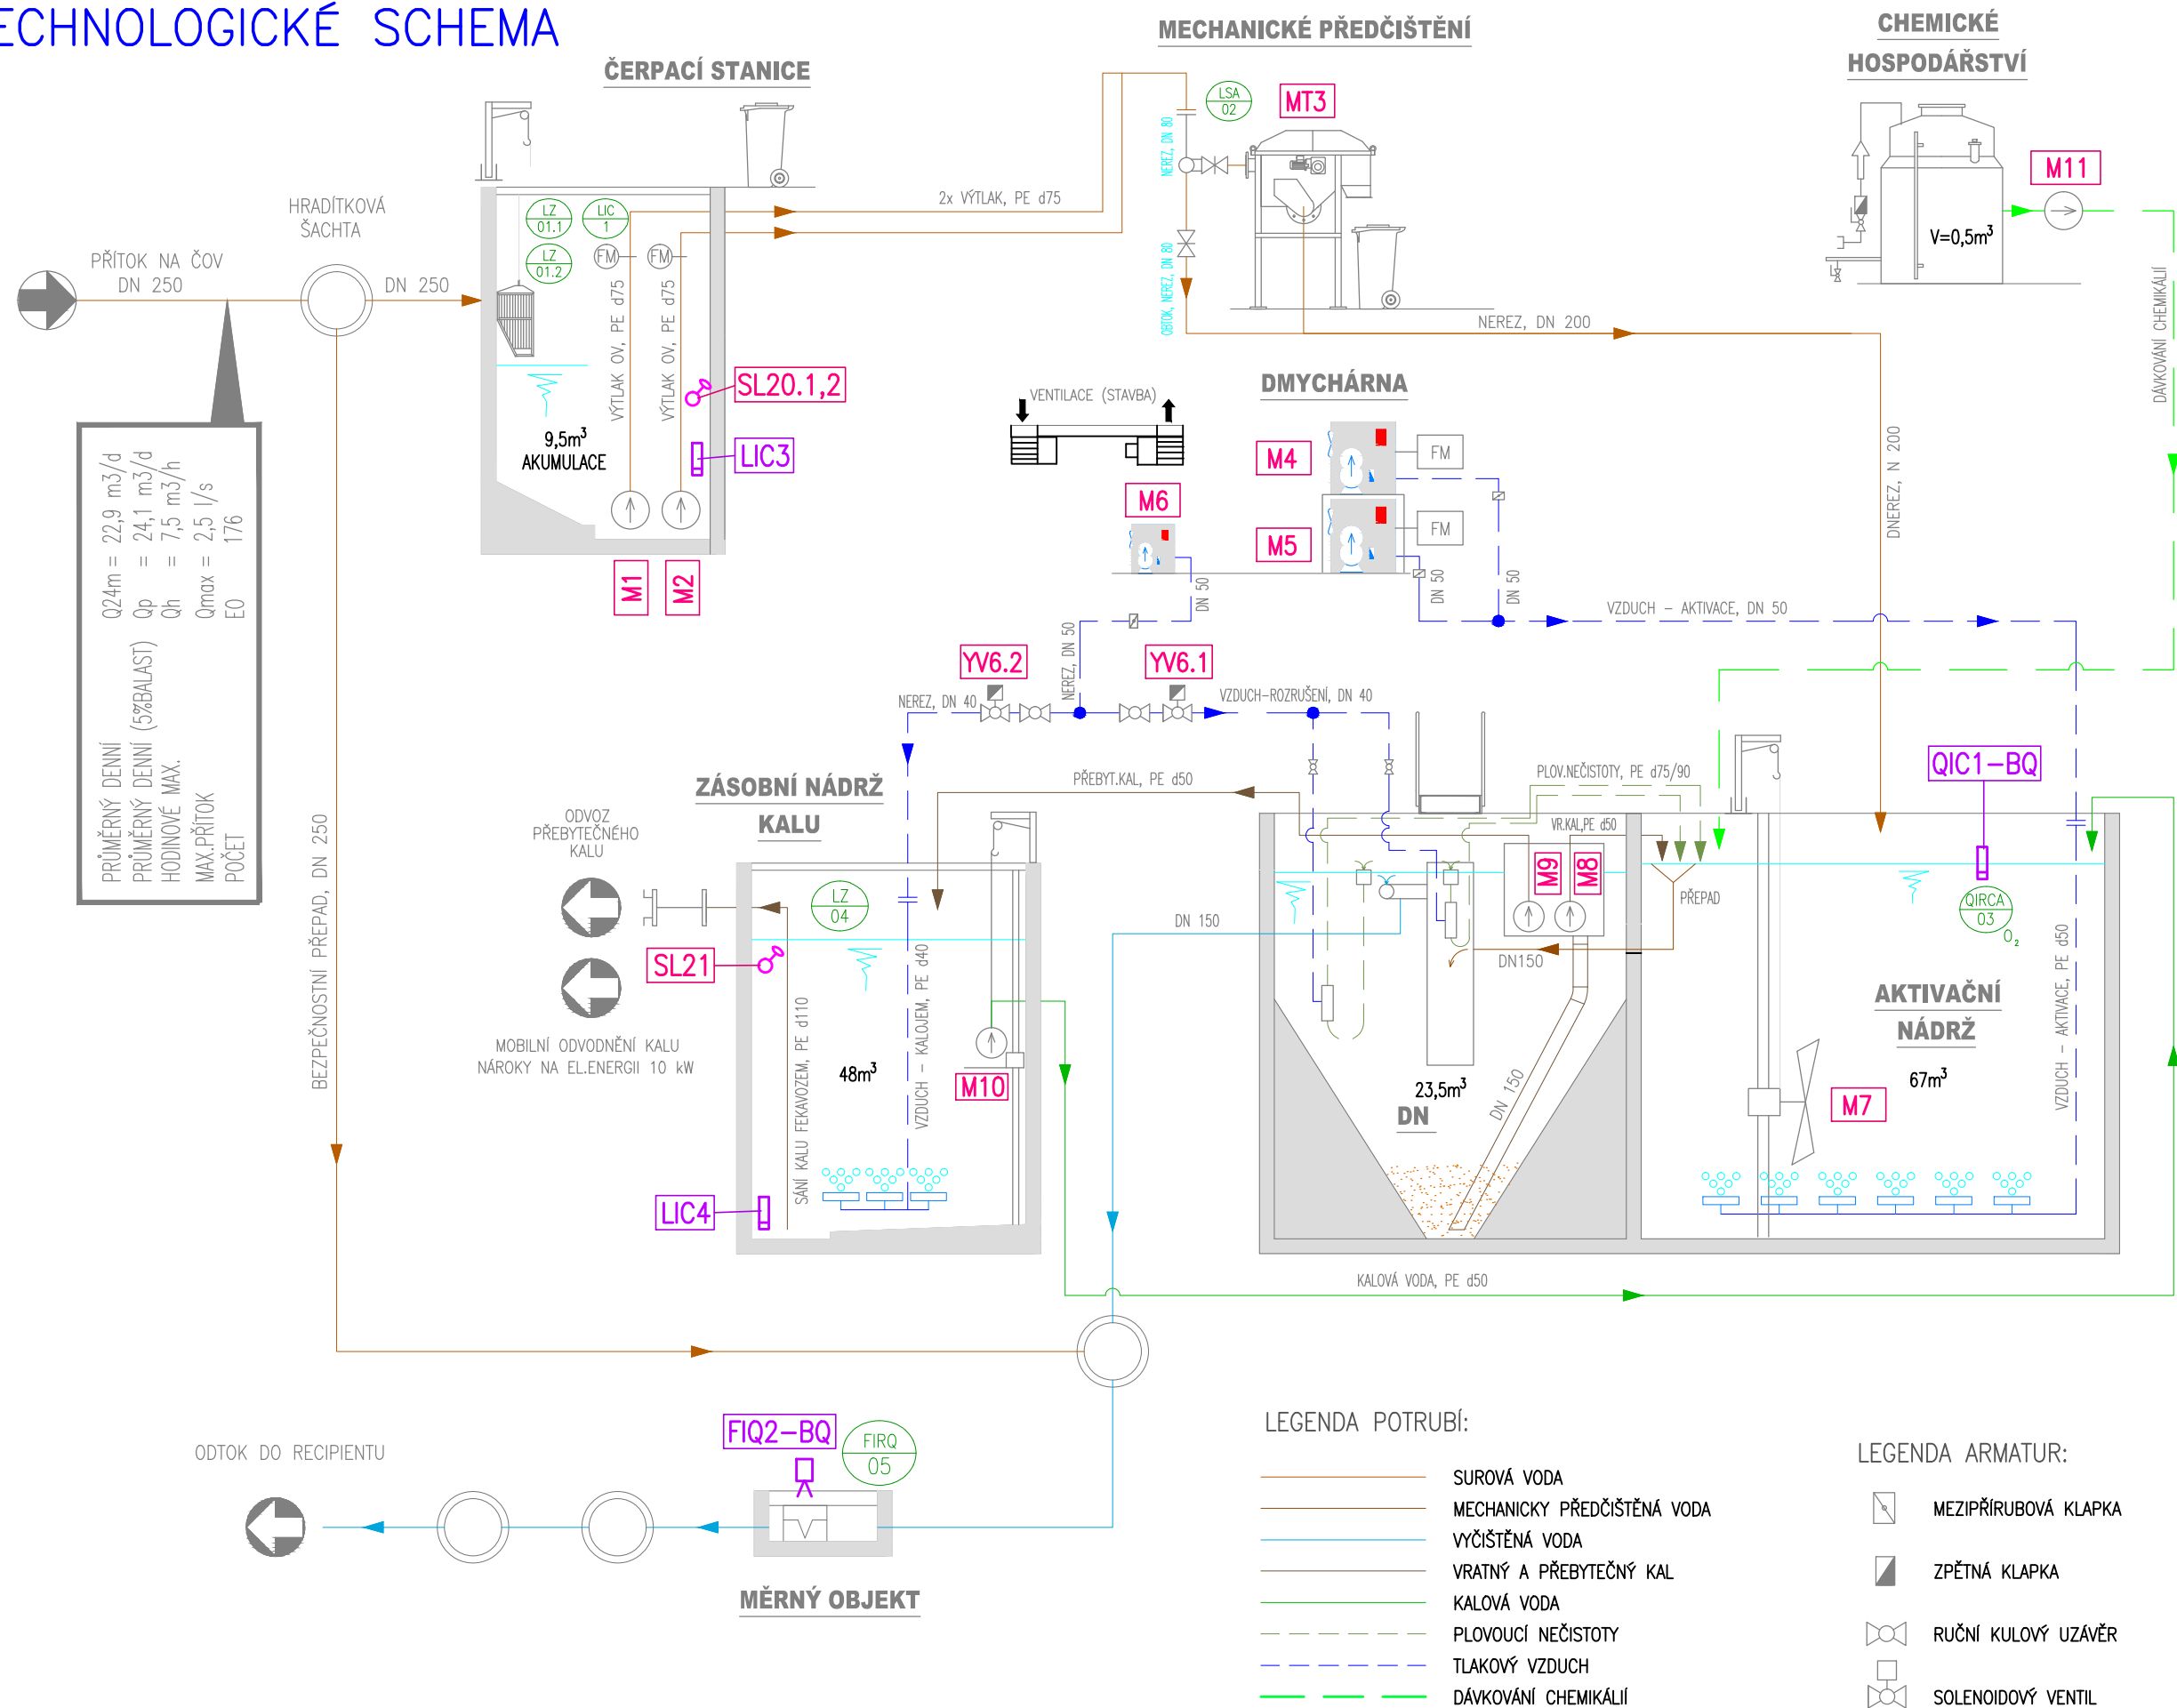 ECHNOLOGICKÉ SCHEMA
ČERPACÍ STANICE
MECHANICKÉ PŘEDČIŠTĚNÍ
CHEMICKÉ
HOSPODÁŘSTVÍ
LSA
02
MT3
M11
V=0,5m³
NEREZ, DN 80
OBTOK, NEREZ, DN 80
DÁVKOVÁNÍ CHEMIKÁLIÍ
HRADÍTKOVÁ
ŠACHTA
PŘÍTOK NA ČOV
DN 250
DN 250
LZ
01.1
LIC
1
LZ
01.2
FM
FM
2x VÝTLAK, PE d75
VÝTLAK OV, PE d75
VÝTLAK OV, PE d75
SL20.1,2
LIC3
9,5m³
AKUMULACE
M1
M2
NEREZ, DN 200
DNEREZ, N 200
PRŮMĚRNÝ DENNÍ Q24m = 22,9 m3/d
PRŮMĚRNÝ DENNÍ (5%BALAST) Qp = 24,1 m3/d
HODINOVÉ MAX. Qh = 7,5 m3/h
MAX.PŘÍTOK Qmax = 2,5 l/s
POČET EO 176
VENTILACE (STAVBA)
DMYCHÁRNA
M4
FM
M5
FM
M6
DN 50
DN 50
DN 50
VZDUCH - AKTIVACE, DN 50
NEREZ, DN 50
YV6.2
YV6.1
NEREZ, DN 40
VZDUCH-ROZRUŠENÍ, DN 40
ZÁSOBNÍ NÁDRŽ
KALU
PŘEBYT.KAL, PE d50
PLOV.NEČISTOTY, PE d75/90
VR.KAL,PE d50
QIC1-BQ
ODVOZ
PŘEBYTEČNÉHO
KALU
LZ
04
SL21
MOBILNÍ ODVODNĚNÍ KALU
NÁROKY NA EL.ENERGII 10 kW
BEZPEČNOSTNÍ PŘEPAD, DN 250
SÁNÍ KALU FEKAVOZEM, PE d110
VZDUCH - KALOJEM, PE d40
48m³
M10
LIC4
DN 150
M9
M8
PŘEPAD
DN150
QIRCA
03
O₂
AKTIVAČNÍ
NÁDRŽ
67m³
M7
VZDUCH - AKTIVACE, PE d50
23,5m³
DN
DN 150
KALOVÁ VODA, PE d50
ODTOK DO RECIPIENTU
FIQ2-BQ
FIRQ
05
MĚRNÝ OBJEKT
LEGENDA POTRUBÍ:
SUROVÁ VODA
MECHANICKY PŘEDČIŠTĚNÁ VODA
VYČIŠTĚNÁ VODA
VRATNÝ A PŘEBYTEČNÝ KAL
KALOVÁ VODA
PLOVOUCÍ NEČISTOTY
TLAKOVÝ VZDUCH
DÁVKOVÁNÍ CHEMIKÁLIÍ
LEGENDA ARMATUR:
MEZIPŘÍRUBOVÁ KLAPKA
ZPĚTNÁ KLAPKA
RUČNÍ KULOVÝ UZÁVĚR
SOLENOIDOVÝ VENTIL